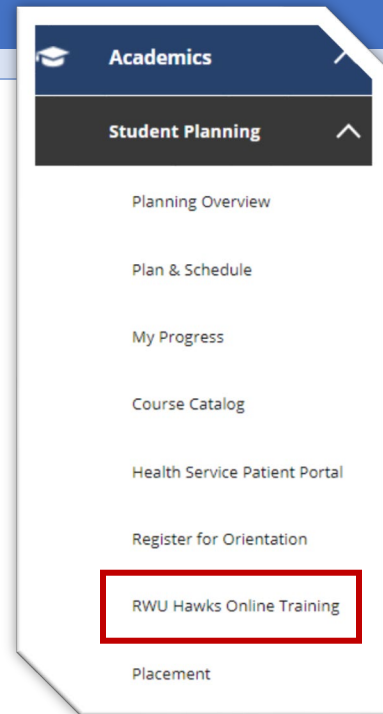 Academics
Student Planning
Planning Overview
Plan & Schedule
My Progress
Course Catalog
Health Service Patient Portal
Register for Orientation
RWU Hawks Online Training
Placement